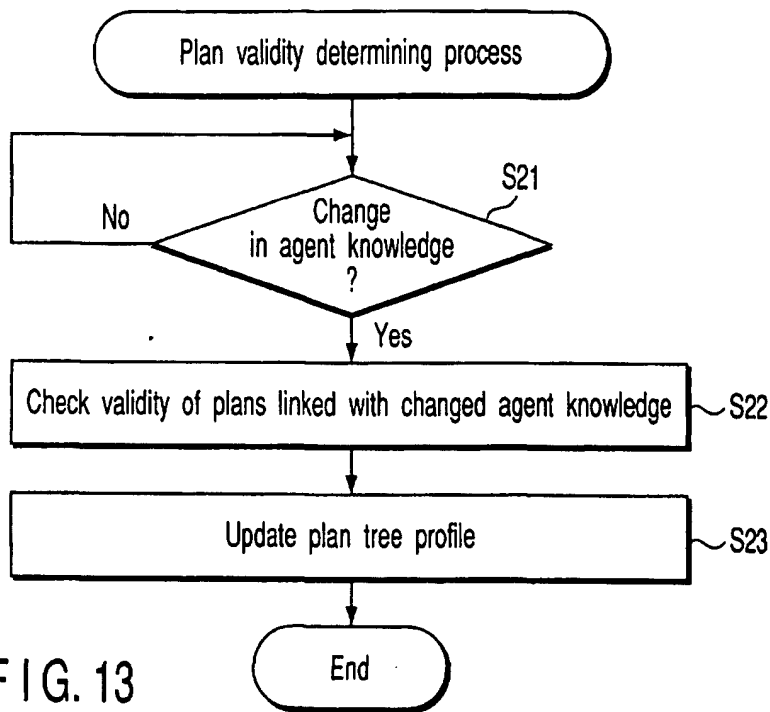 Plan validity determining process
S21
No
Change
in agent knowledge
?
Yes
Check validity of plans linked with changed agent knowledge
S22
Update plan tree profile
S23
End
FIG. 13